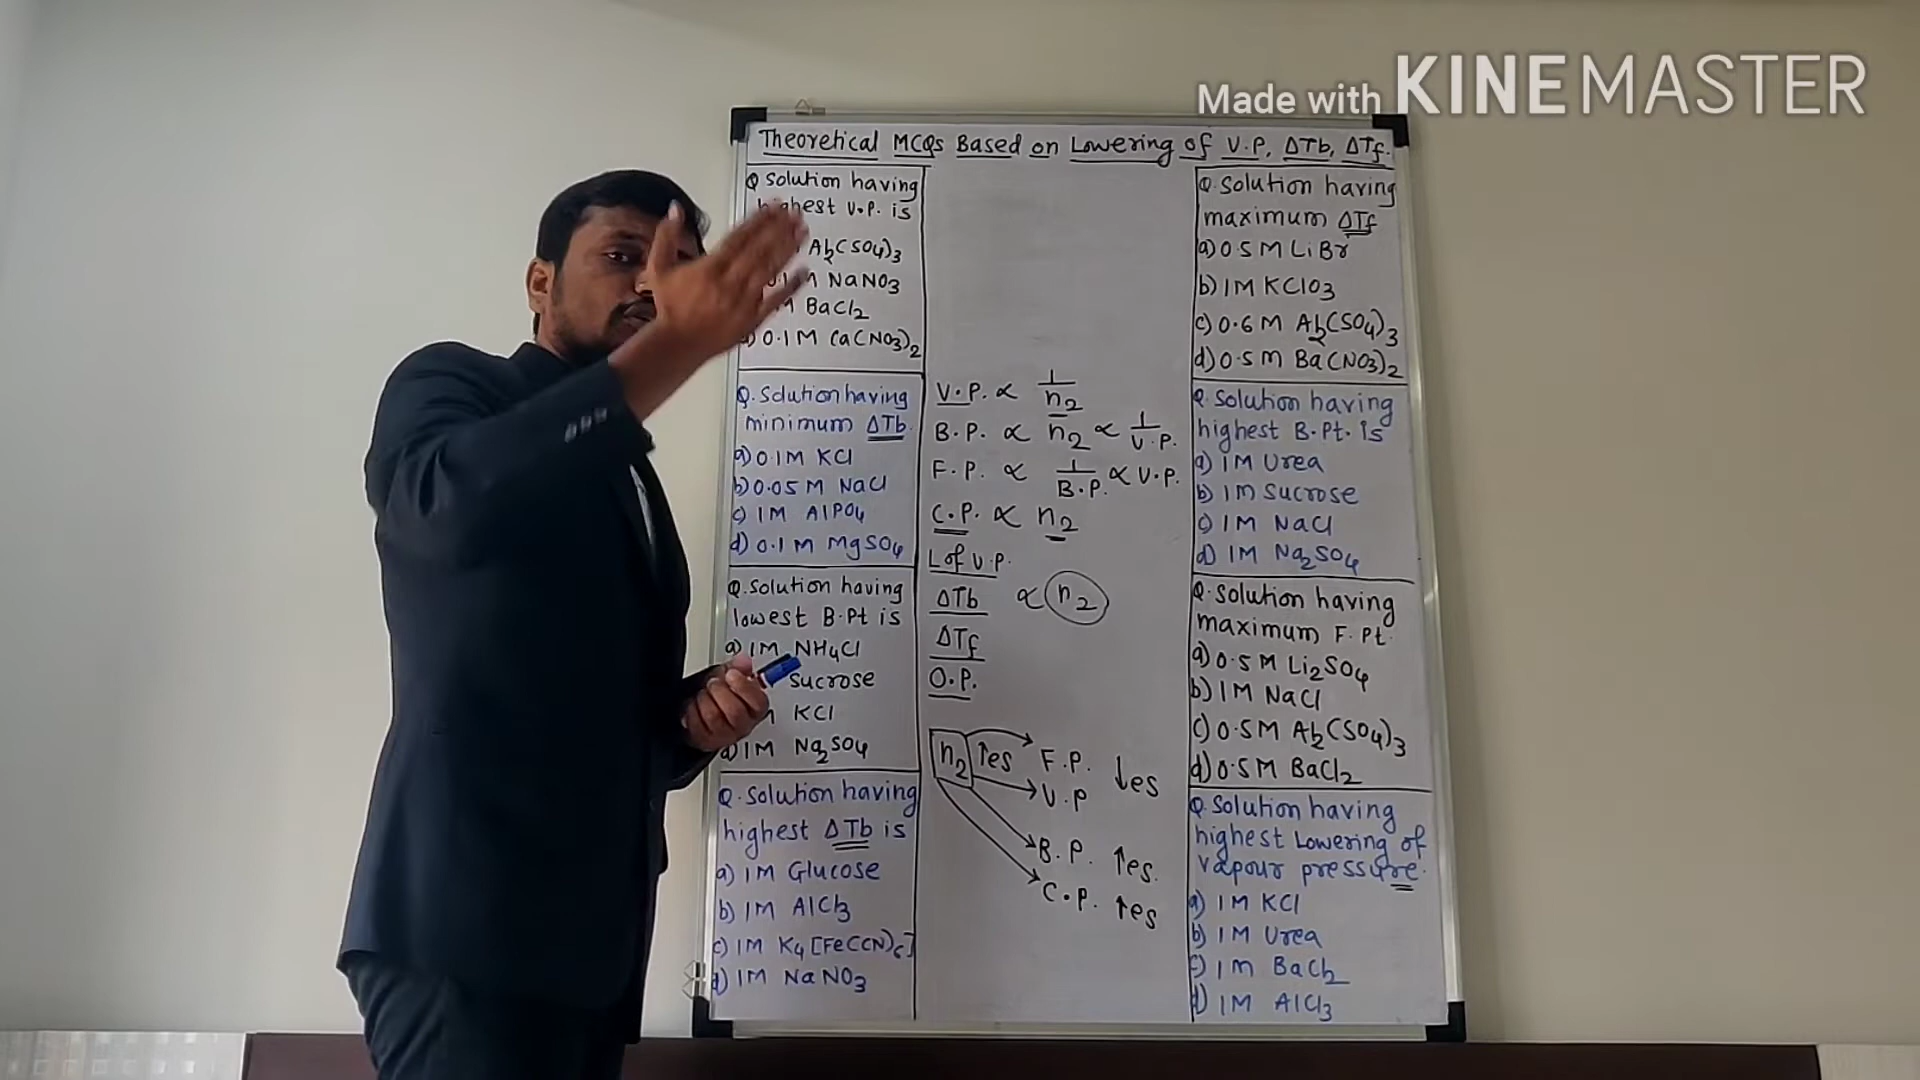 Made with KINEMASTER
Theoretical MCQs Based on Lowering of V.P, ΔTb, ΔTf.
Q Solution having
highest V.P. is
Al2(SO4)3
0.1M NaNO3
M BaCl2
0.1M Ca(NO3)2
Q. Solution having
minimum ΔTb.
a) 0.1M KCl
b) 0.05 M NaCl
c) 1M AlPO4
d) 0.1M MgSO4
Q. Solution having
lowest B.Pt is
a) 1M NH4Cl
Sucrose
M KCl
d) 1M Na2SO4
Q. Solution having
highest ΔTb is
a) 1M Glucose
b) 1M AlCl3
c) 1M K4[Fe(CN)6]
d) 1M NaNO3
V.P. ∝ 1/n2
B.P. ∝ n2 ∝ 1/V.P.
F.P. ∝ 1/B.P. ∝ V.P.
C.P. ∝ n2
L of V.P.
ΔTb ∝ n2
ΔTf
O.P.
n2 ↑es F.P. ↓es
V.P
B.P. ↑es.
C.P. ↑es
Q. Solution having
maximum ΔTf
a) 0.5M LiBr
b) 1M KClO3
c) 0.6M Al2(SO4)3
d) 0.5M Ba(NO3)2
Q. Solution having
highest B.Pt. is
a) 1M Urea
b) 1M Sucrose
c) 1M NaCl
d) 1M Na2SO4
Q. Solution having
maximum F.Pt.
a) 0.5M Li2SO4
b) 1M NaCl
c) 0.5M Al2(SO4)3
d) 0.5M BaCl2
Q. Solution having
highest Lowering of
vapour pressure.
a) 1M KCl
b) 1M Urea
c) 1M BaCl2
d) 1M AlCl3